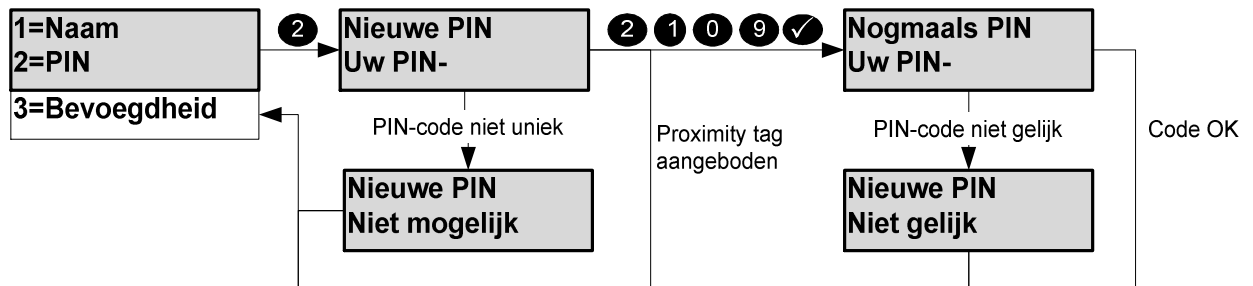 1=Naam
2=PIN
3=Bevoegdheid
2
Nieuwe PIN
Uw PIN-
2 1 0 9 ✓
Nogmaals PIN
Uw PIN-
PIN-code niet uniek
Proximity tag
aangeboden
PIN-code niet gelijk
Code OK
Nieuwe PIN
Niet mogelijk
Nieuwe PIN
Niet gelijk